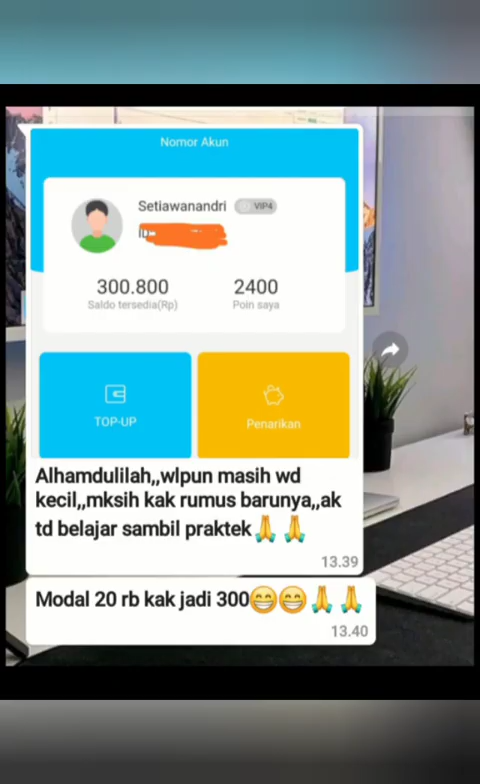 Nomor Akun
Setiawanandri VIP4
300.800 2400
Saldo tersedia(Rp) Poin saya
TOP-UP Penarikan
Alhamdulilah,,wlpun masih wd
kecil,,mksih kak rumus barunya,,ak
td belajar sambil praktek🙏 🙏
13.39
Modal 20 rb kak jadi 300😁😁🙏 🙏
13.40